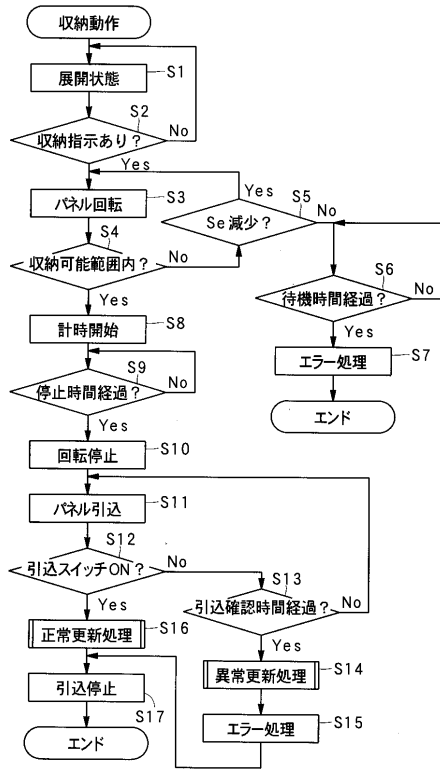 収納動作
展開状態
S1
S2
収納指示あり?
No
Yes
パネル回転
S3
S4
収納可能範囲内?
No
Yes
Se減少?
S5
Yes
No
待機時間経過?
S6
No
Yes
エラー処理
S7
エンド
計時開始
S8
S9
停止時間経過?
No
Yes
回転停止
S10
パネル引込
S11
S12
引込スイッチON?
No
Yes
S13
引込確認時間経過?
No
Yes
正常更新処理
S16
異常更新処理
S14
エラー処理
S15
引込停止
S17
エンド